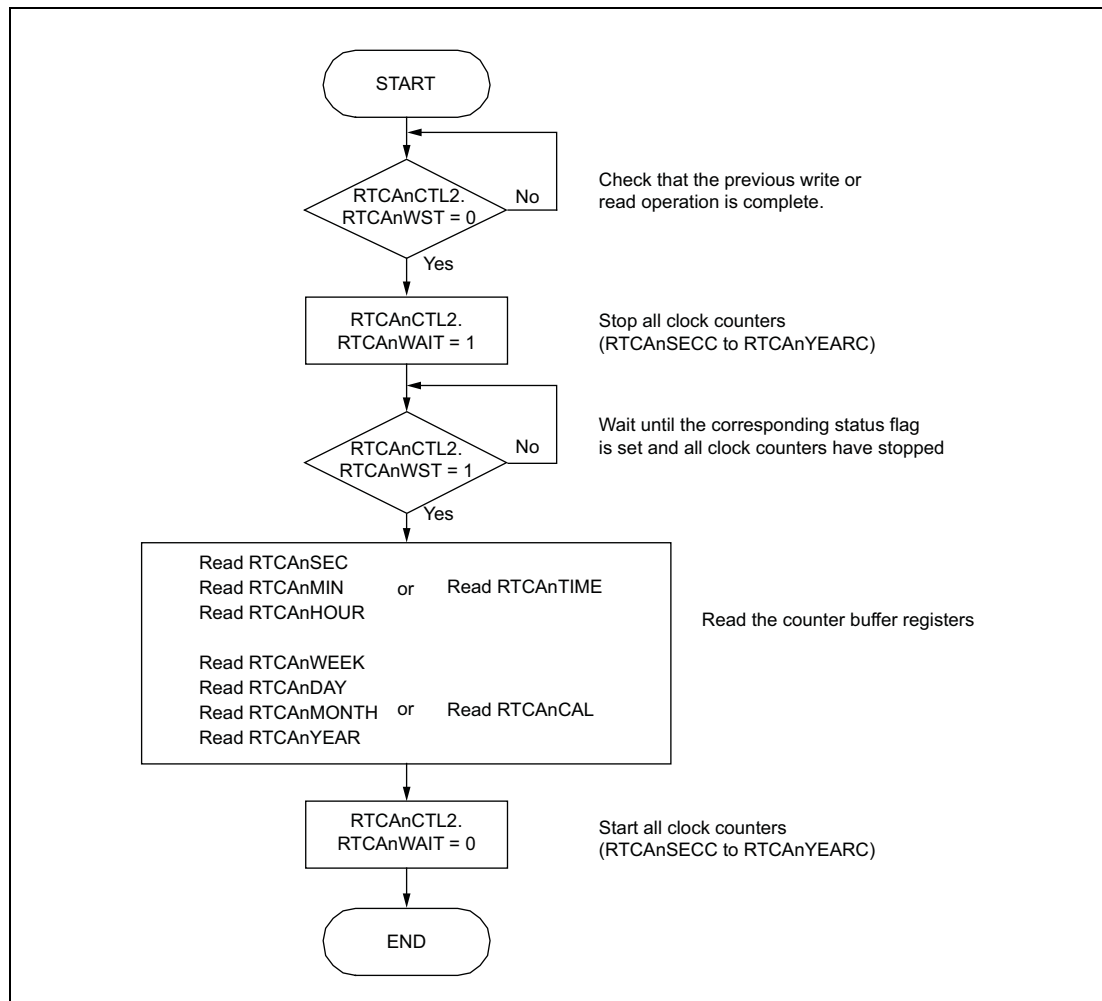 START
RTCAnCTL2.
RTCAnWST = 0
No
Check that the previous write or
read operation is complete.
Yes
RTCAnCTL2.
RTCAnWAIT = 1
Stop all clock counters
(RTCAnSECC to RTCAnYEARC)
RTCAnCTL2.
RTCAnWST = 1
No
Wait until the corresponding status flag
is set and all clock counters have stopped
Yes
Read RTCAnSEC
Read RTCAnMIN or Read RTCAnTIME
Read RTCAnHOUR
Read RTCAnWEEK
Read RTCAnDAY
Read RTCAnMONTH or Read RTCAnCAL
Read RTCAnYEAR
Read the counter buffer registers
RTCAnCTL2.
RTCAnWAIT = 0
Start all clock counters
(RTCAnSECC to RTCAnYEARC)
END